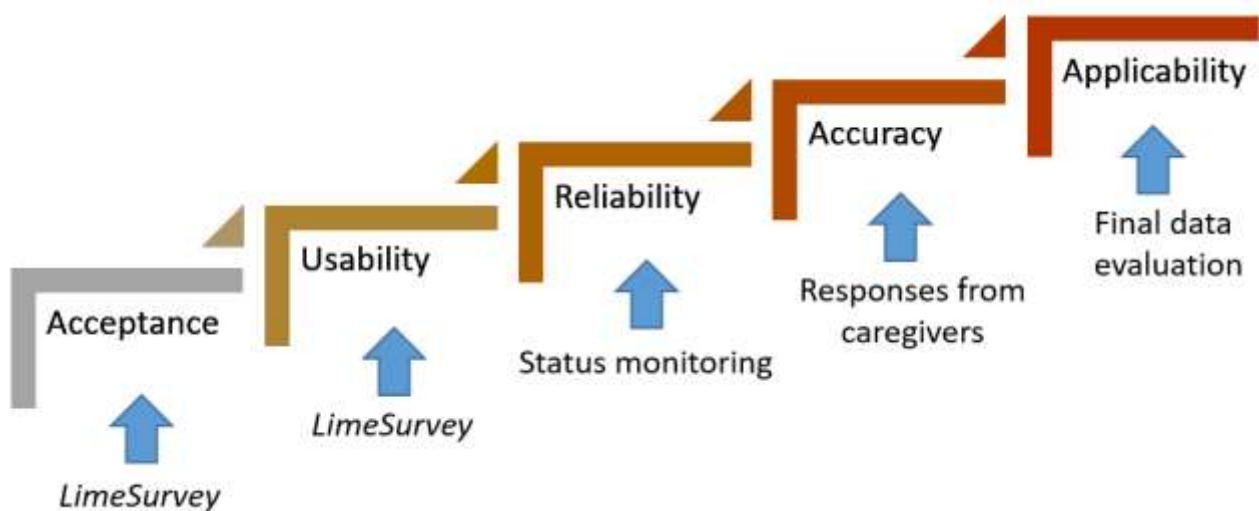 Acceptance
LimeSurvey
Usability
LimeSurvey
Reliability
Status monitoring
Accuracy
Responses from
caregivers
Applicability
Final data
evaluation